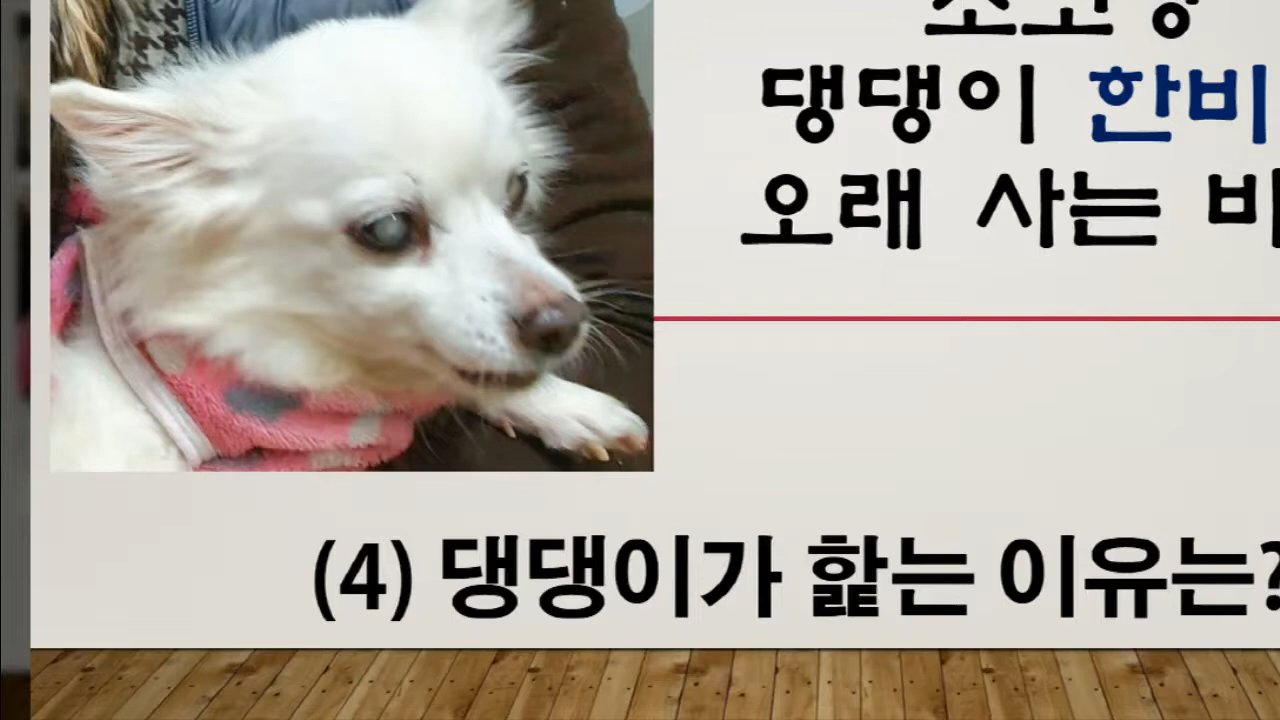 댕댕이 한비
오래 사는 비
(4) 댕댕이가 핥는 이유는?